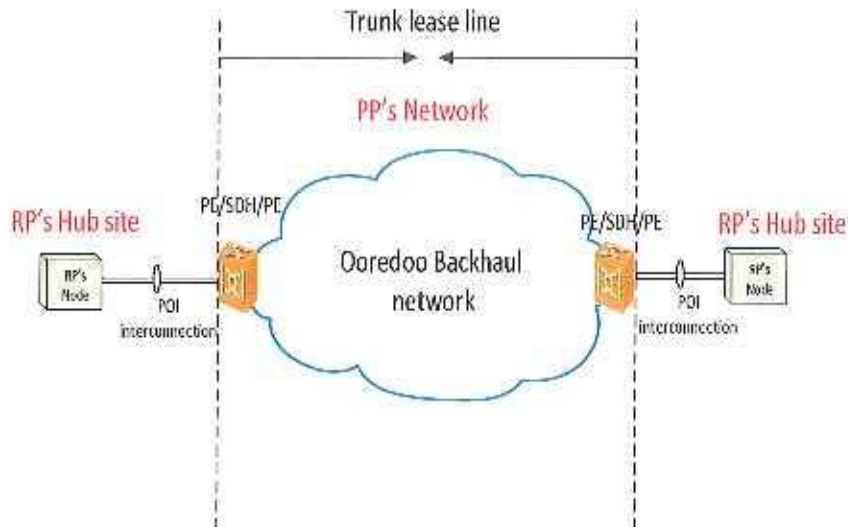 Trunk lease line
PP's Network
PE/SDH/PE
PE/SDH/PE
RP's Hub site
RP's Hub site
Ooredoo Backhaul
network
RP's
Node
POI
interconnection
RP's
Node
POI
interconnection